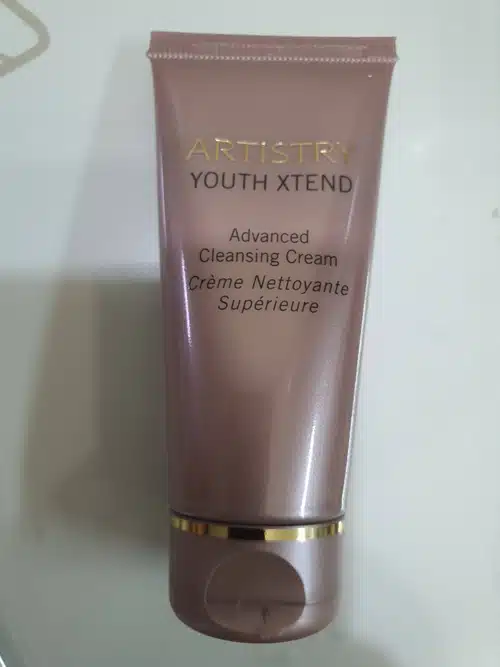 ARTISTRY
YOUTH XTEND
Advanced
Cleansing Cream
Crème Nettoyante
Supérieure